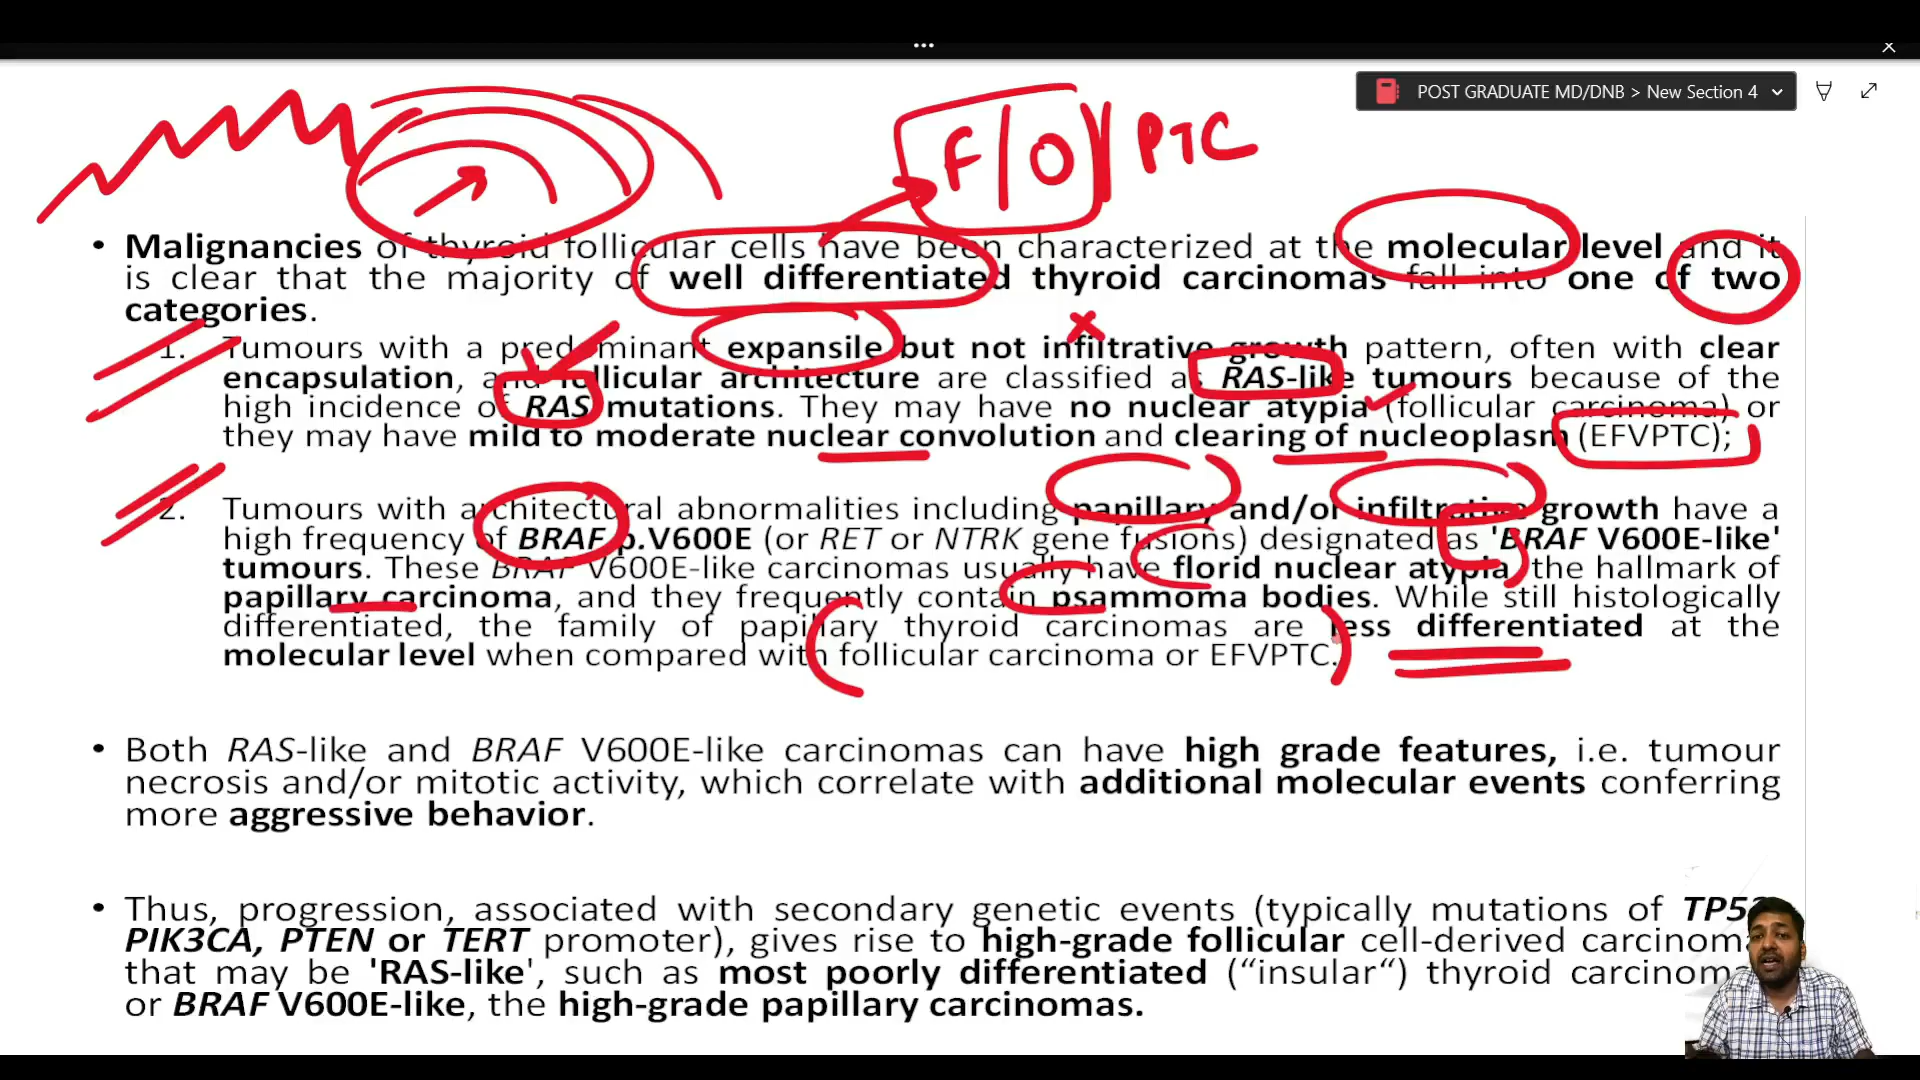 ...
POST GRADUATE MD/DNB > New Section 4
F|O| PTC
• Malignancies of thyroid follicular cells have been characterized at the molecular level and it
is clear that the majority of well differentiated thyroid carcinomas fall into one of two
categories.
1. Tumours with a predominant expansile but not infiltrative growth pattern, often with clear
encapsulation, and follicular architecture are classified as RAS-like tumours because of the
high incidence of RAS mutations. They may have no nuclear atypia (follicular carcinoma) or
they may have mild to moderate nuclear convolution and clearing of nucleoplasm (EFVPTC);
2. Tumours with architectural abnormalities including papillary and/or infiltrative growth have a
high frequency of BRAF p.V600E (or RET or NTRK gene fusions) designated as 'BRAF V600E-like'
tumours. These BRAF V600E-like carcinomas usually have florid nuclear atypia, the hallmark of
papillary carcinoma, and they frequently contain psammoma bodies. While still histologically
differentiated, the family of papillary thyroid carcinomas are less differentiated at the
molecular level when compared with follicular carcinoma or EFVPTC.
• Both RAS-like and BRAF V600E-like carcinomas can have high grade features, i.e. tumour
necrosis and/or mitotic activity, which correlate with additional molecular events conferring
more aggressive behavior.
• Thus, progression, associated with secondary genetic events (typically mutations of TP53,
PIK3CA, PTEN or TERT promoter), gives rise to high-grade follicular cell-derived carcinoma
that may be 'RAS-like', such as most poorly differentiated (“insular“) thyroid carcinoma
or BRAF V600E-like, the high-grade papillary carcinomas.